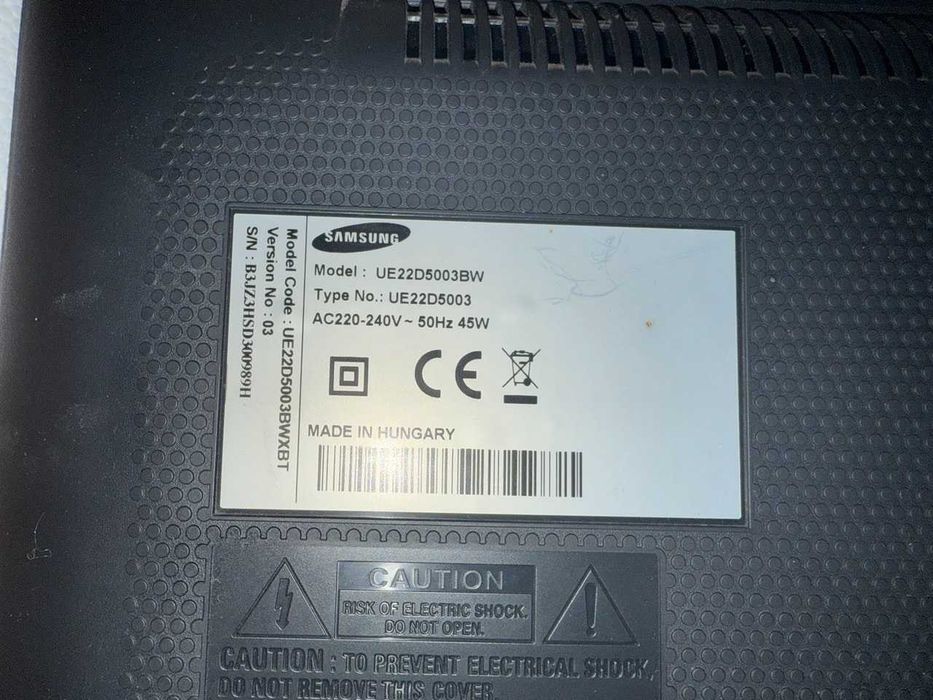 SAMSUNG
Model : UE22D5003BW
Type No.: UE22D5003
AC220-240V ~ 50Hz 45W
CE
MADE IN HUNGARY
Model Code : UE22D5003BWXBT
Version No : 03
S/N : B3JZ3HSD300989H
CAUTION
RISK OF ELECTRIC SHOCK.
DO NOT OPEN.
CAUTION : TO PREVENT ELECTRICAL SHOCK,
DO NOT REMOVE THIS COVER.